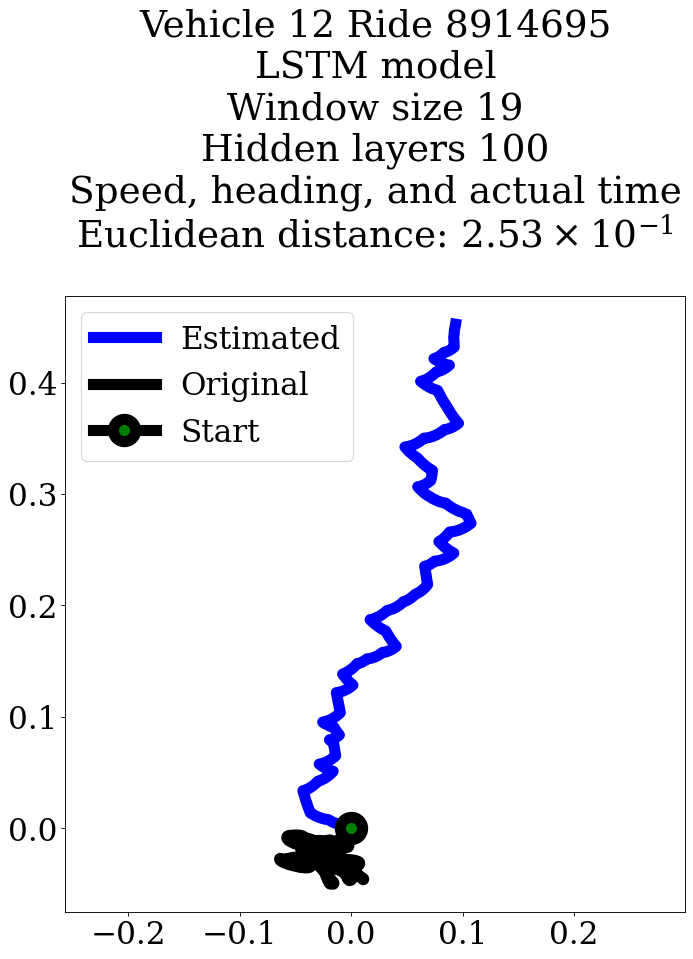 Vehicle 12 Ride 8914695
LSTM model
Window size 19
Hidden layers 100
Speed, heading, and actual time
Euclidean distance: 2.53 × 10⁻¹
Estimated
Original
Start
0.4
0.3
0.2
0.1
0.0
−0.2 −0.1 0.0 0.1 0.2